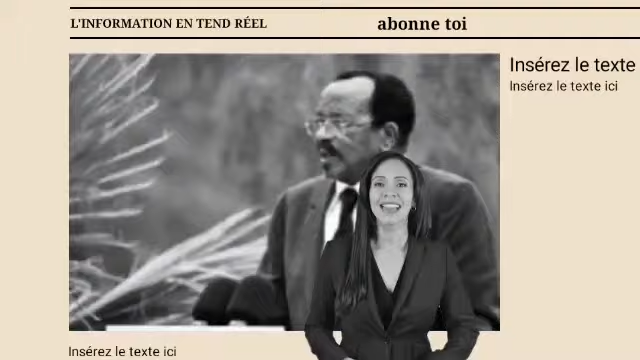 L'INFORMATION EN TEND RÉEL
abonne toi
Insérez le texte
Insérez le texte ici
Insérez le texte ici